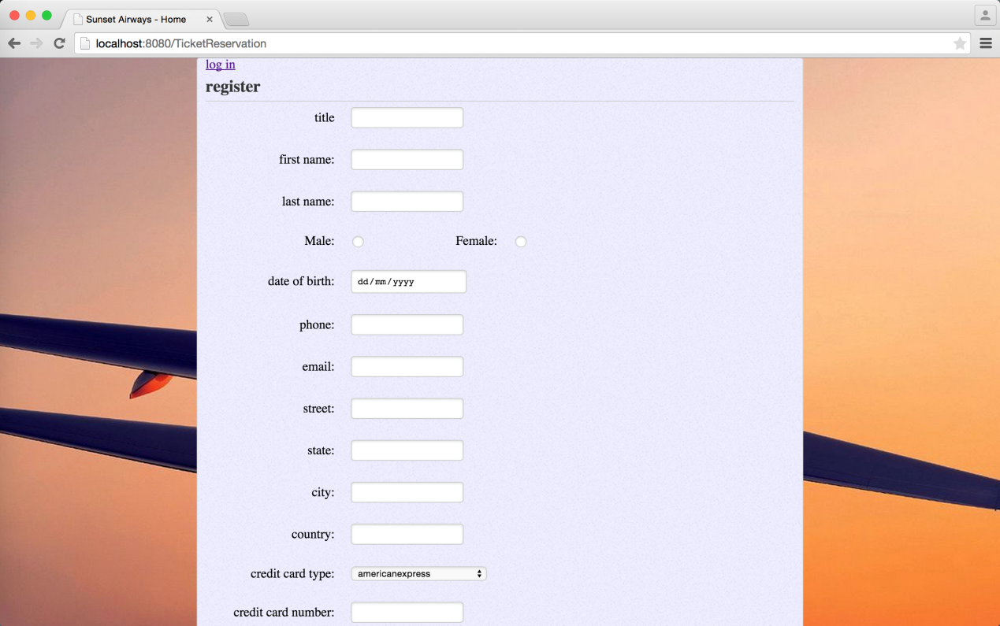 Sunset Airways - Home
localhost:8080/TicketReservation
log in
register
title
first name:
last name:
Male: Female:
date of birth: dd/mm/yyyy
phone:
email:
street:
state:
city:
country:
credit card type: americanexpress
credit card number: